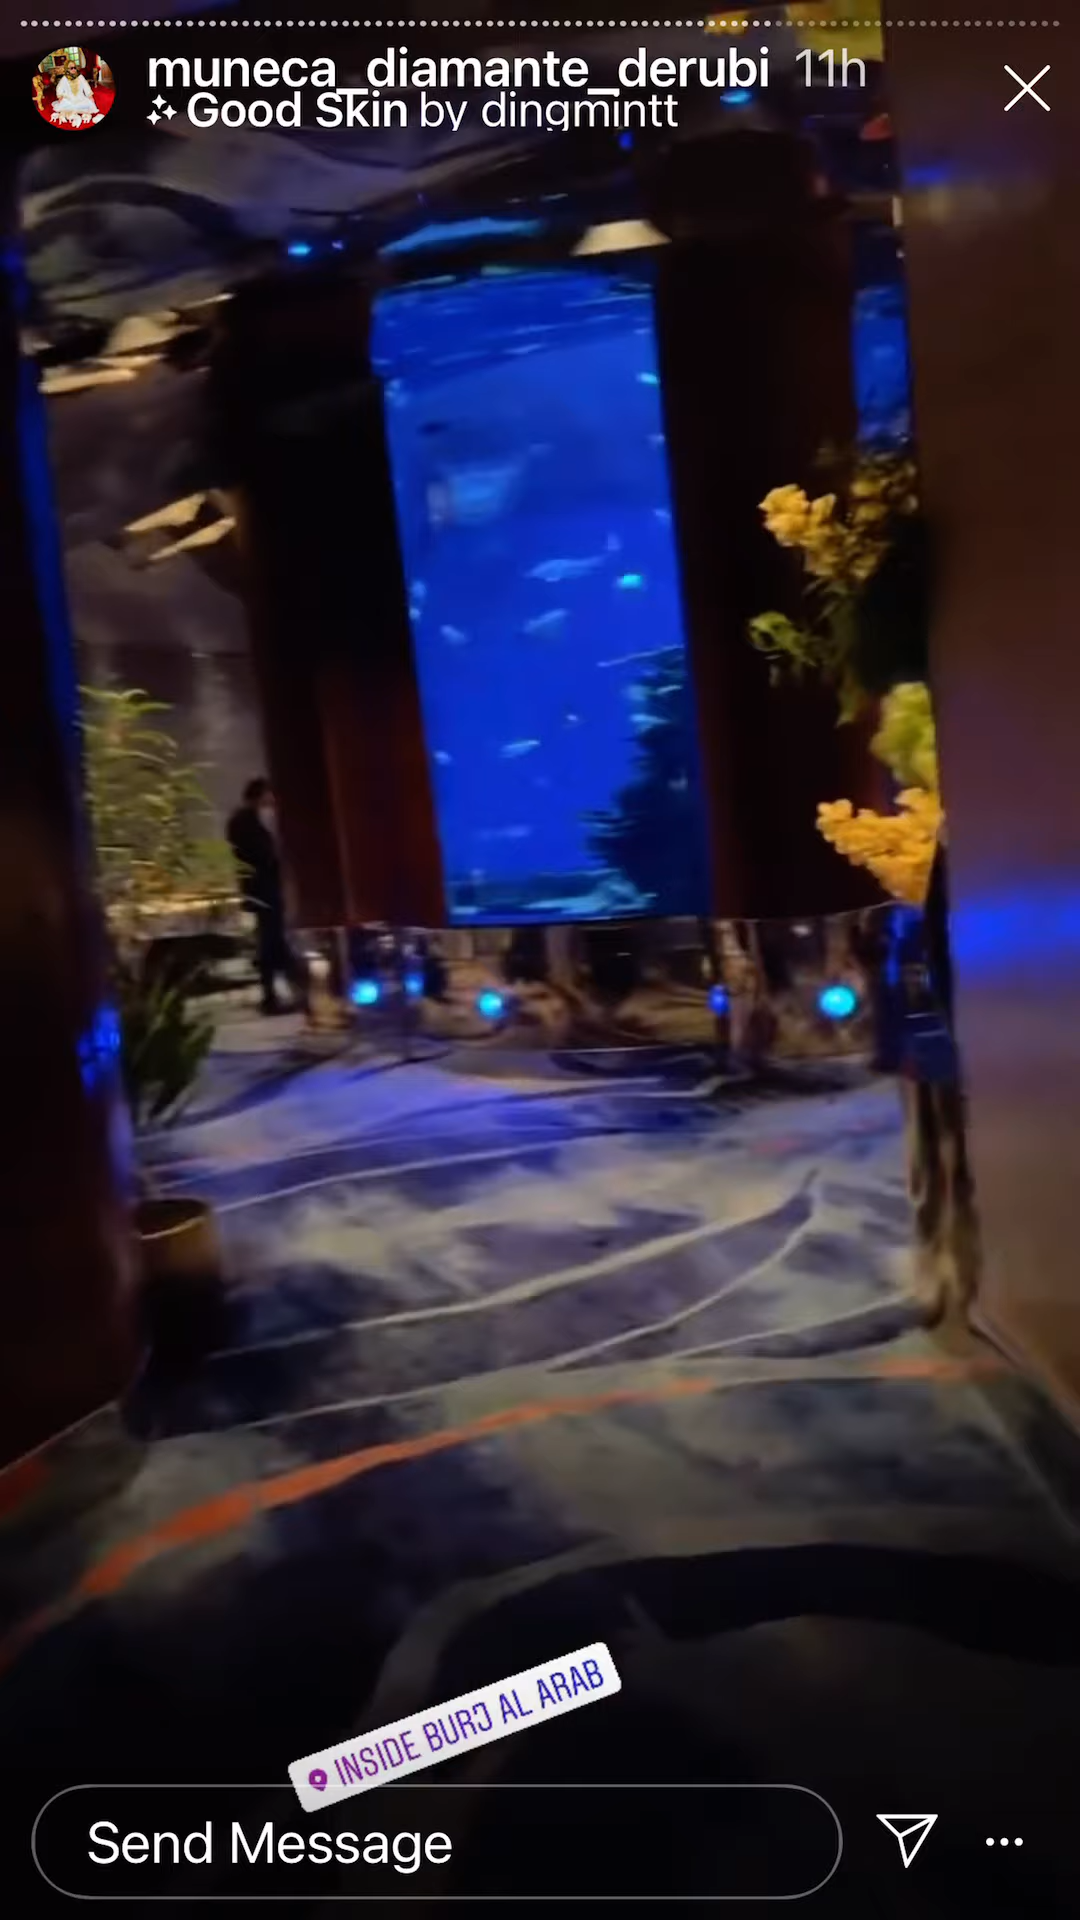 muneca_diamante_derubi 11h
Good Skin by dingmintt
INSIDE BURJ AL ARAB
Send Message